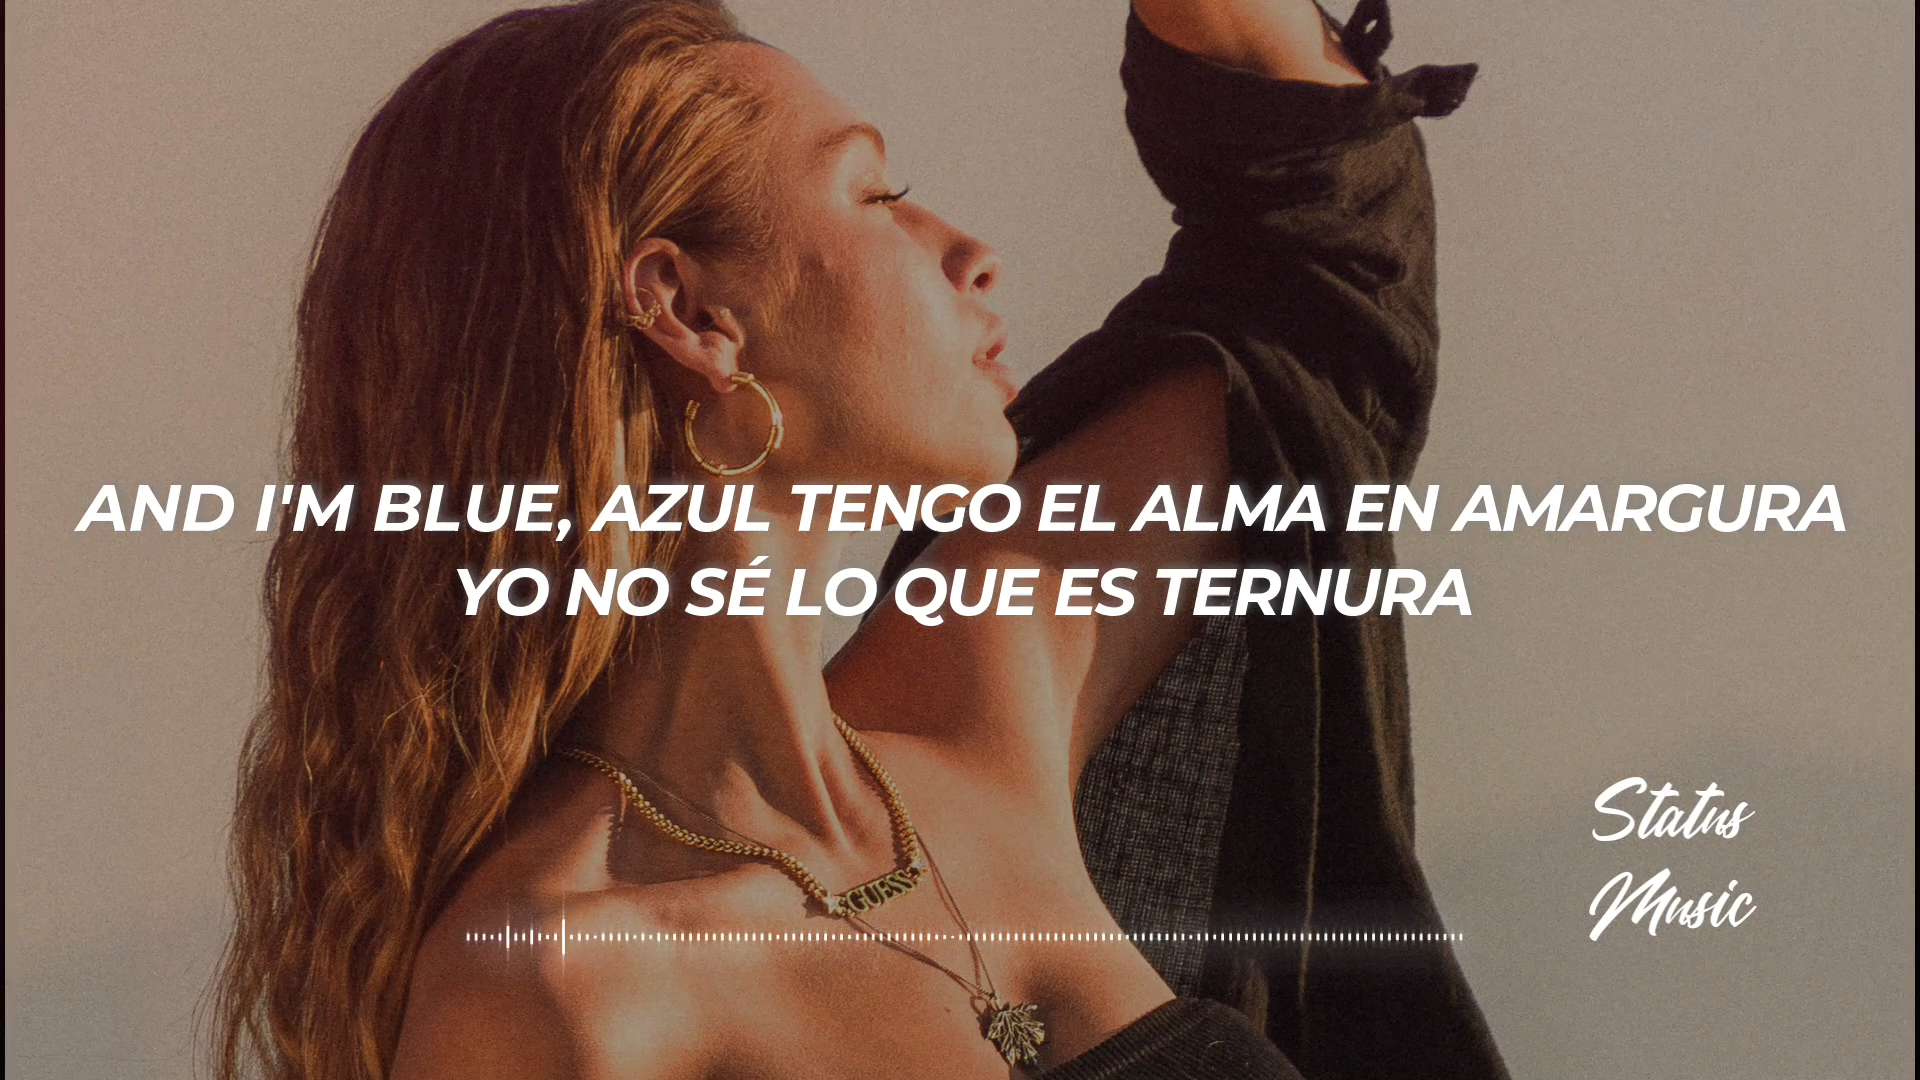 AND I'M BLUE, AZUL TENGO EL ALMA EN AMARGURA
YO NO SÉ LO QUE ES TERNURA
GUESS
Status
Music